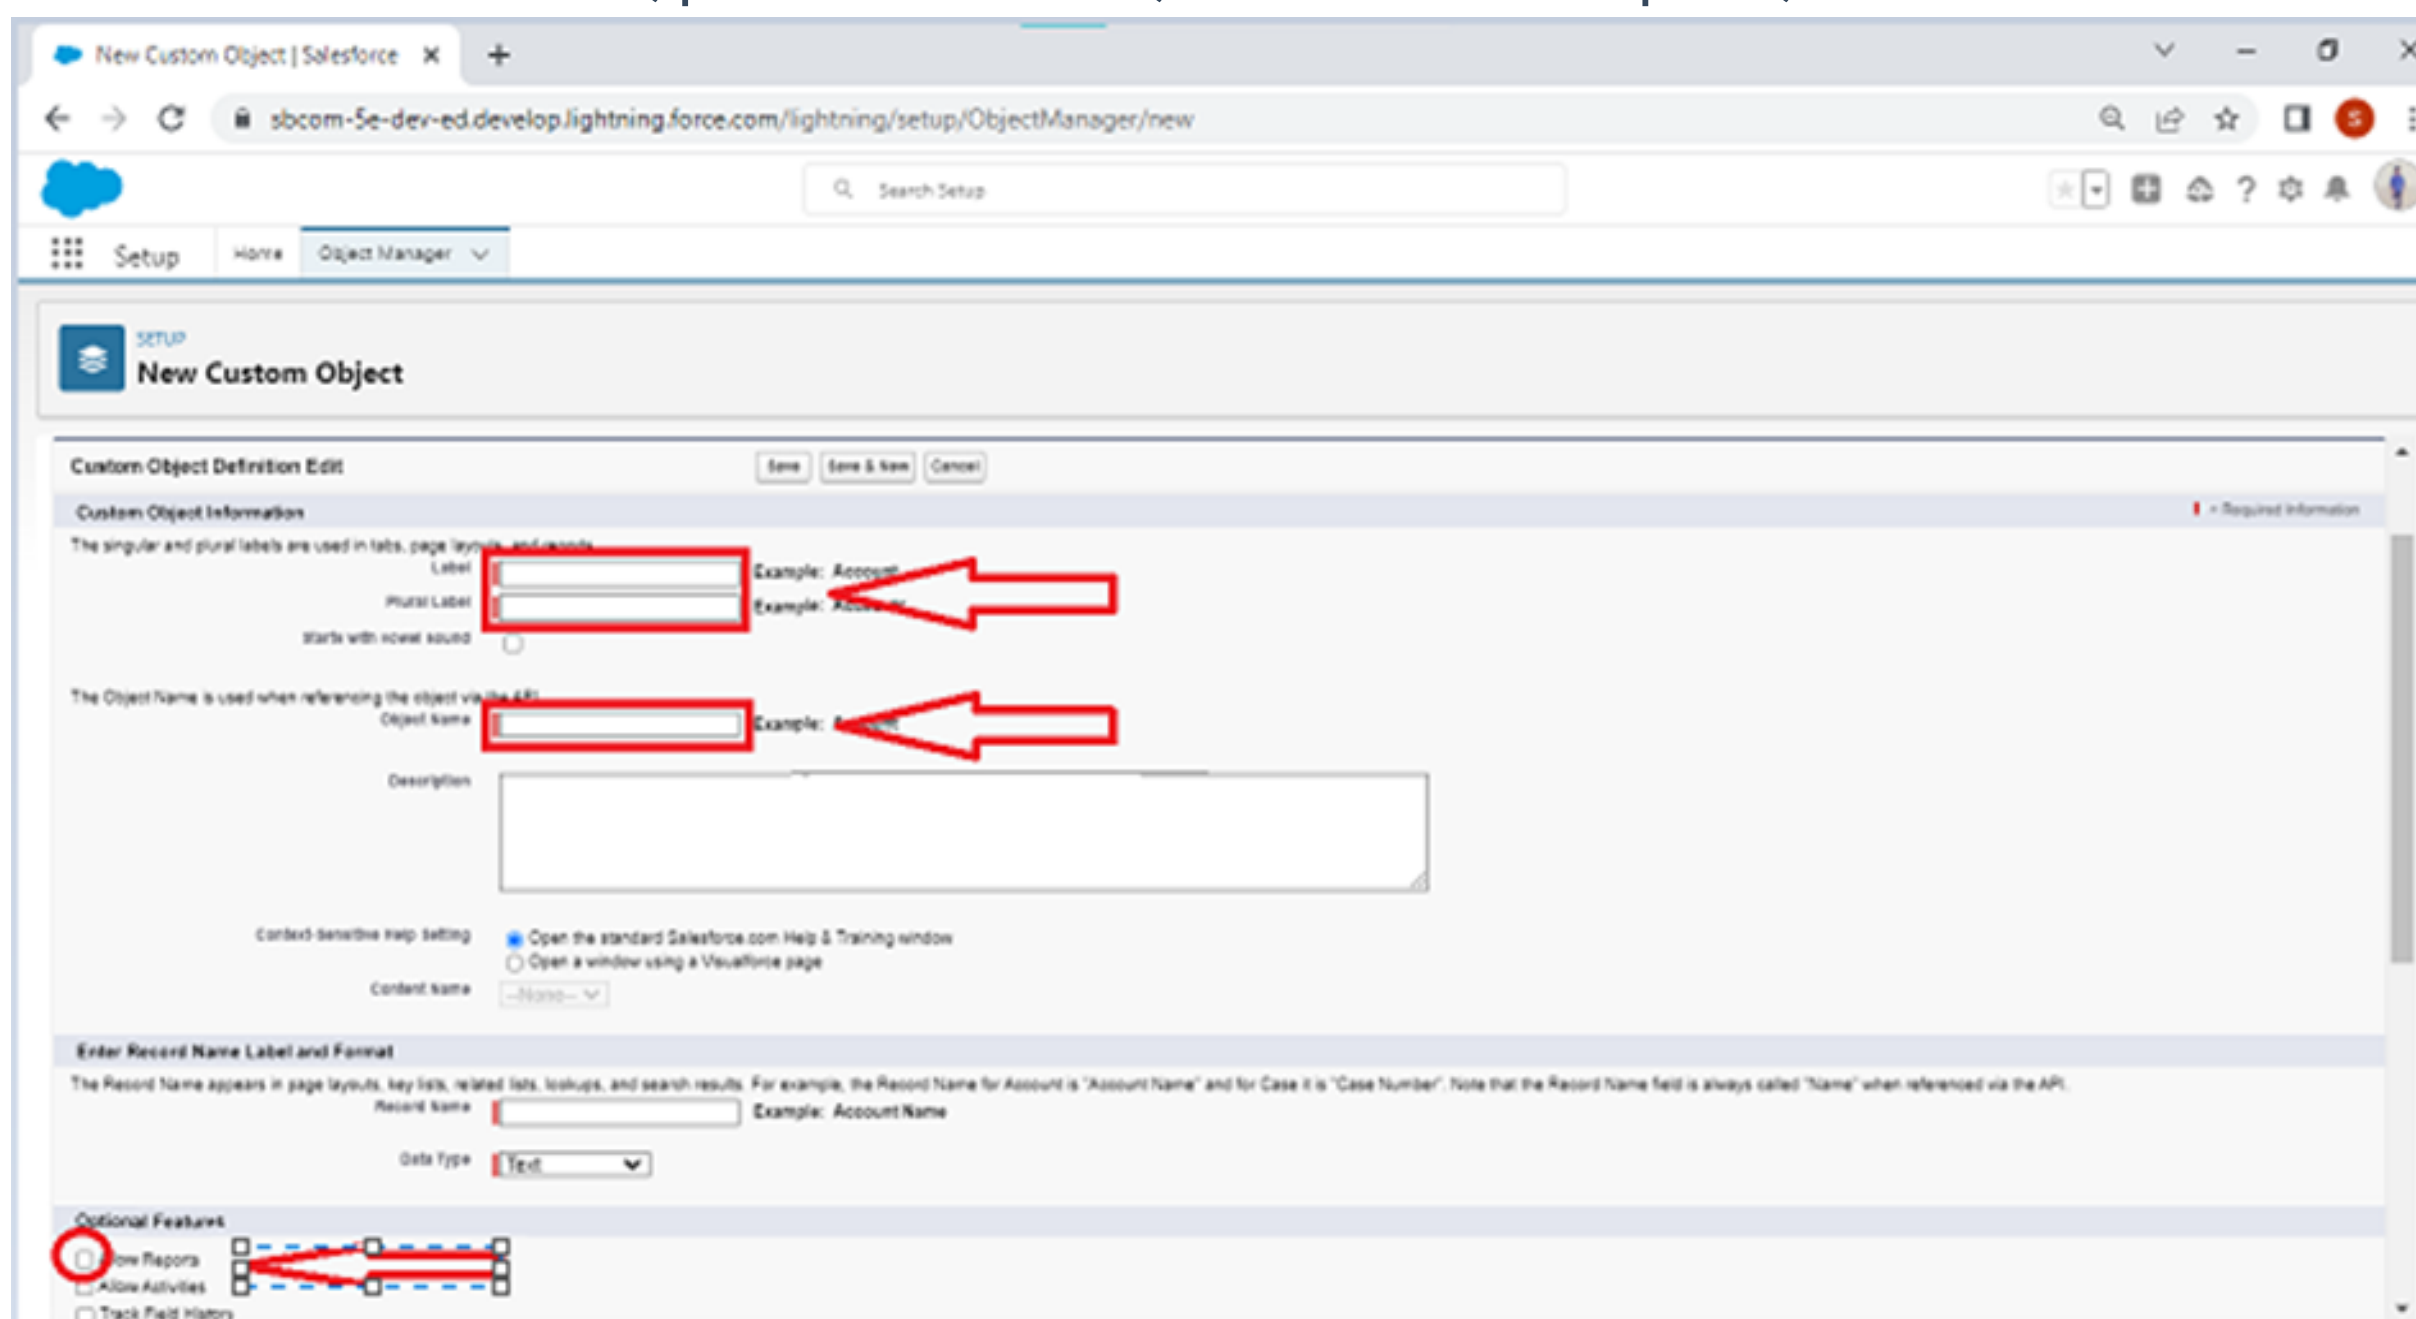 New Custom Object | Salesforce
sbcom-5e-dev-ed.develop.lightning.force.com/lightning/setup/ObjectManager/new
S
Search Setup
Setup Home Object Manager
SETUP
New Custom Object
Custom Object Definition Edit Save Save & New Cancel
Custom Object Information = Required Information
The singular and plural labels are used in tabs, page layouts, and reports.
Label Example: Account
Plural Label Example:
Starts with vowel sound
The Object Name is used when referencing the object via the API.
Object Name Example: Account
Description
Context-Sensitive Help Setting Open the standard Salesforce.com Help & Training window
Open a window using a Visualforce page
Content Name --None--
Enter Record Name Label and Format
The Record Name appears in page layouts, key lists, related lists, lookups, and search results. For example, the Record Name for Account is "Account Name" and for Case it is "Case Number". Note that the Record Name field is always called "Name" when referenced via the API.
Record Name Example: Account Name
Data Type Text
Optional Features
Allow Reports
Allow Activities
Track Field History